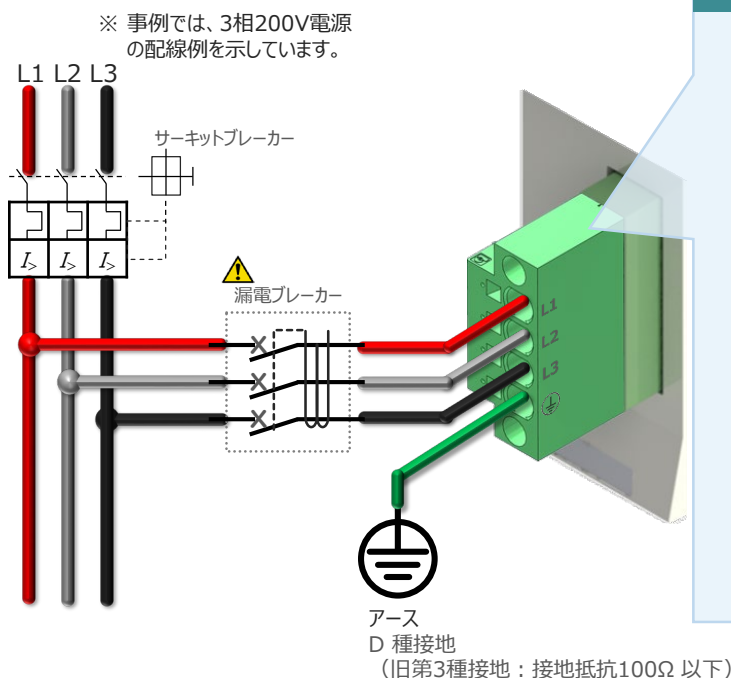 ※ 事例では、3相200V電源
の配線例を示しています。
L1 L2 L3
サーキットブレーカー
I> I> I>
漏電ブレーカー
L1
L2
L3
アース
D 種接地
（旧第3種接地：接地抵抗100Ω 以下）